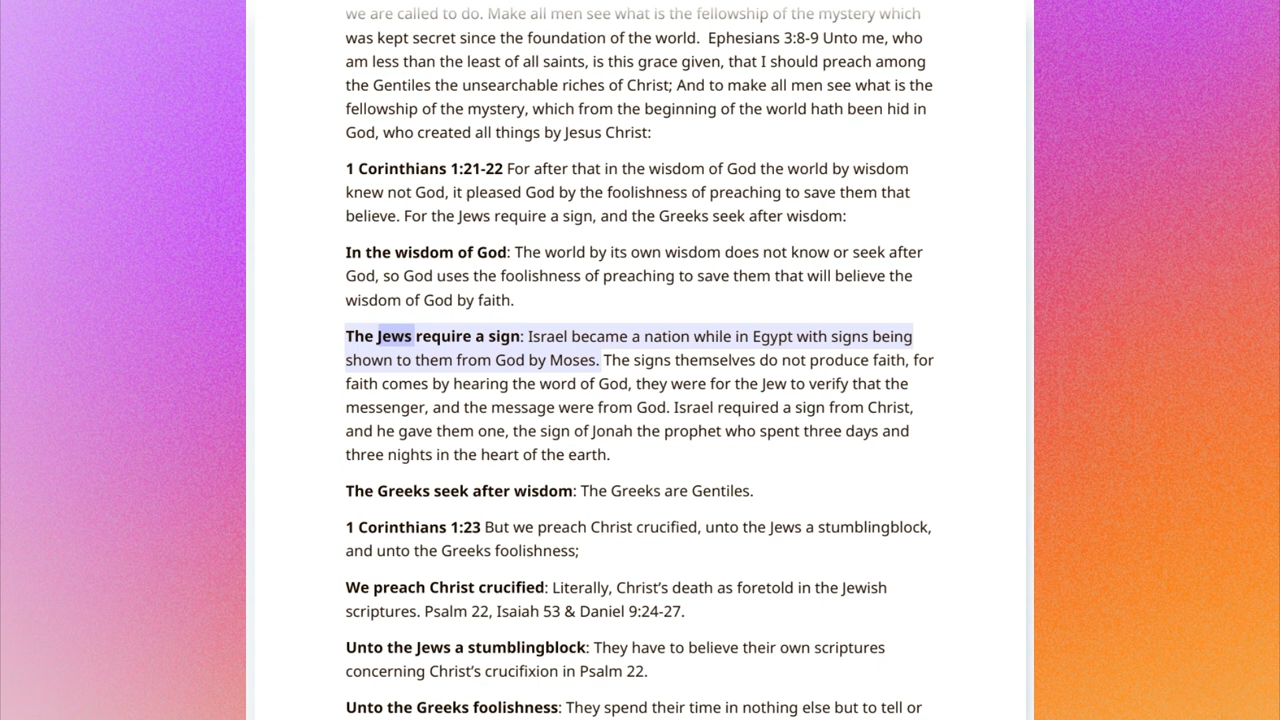 we are called to do. Make all men see what is the fellowship of the mystery which
was kept secret since the foundation of the world.  Ephesians 3:8-9 Unto me, who
am less than the least of all saints, is this grace given, that I should preach among
the Gentiles the unsearchable riches of Christ; And to make all men see what is the
fellowship of the mystery, which from the beginning of the world hath been hid in
God, who created all things by Jesus Christ:
1 Corinthians 1:21-22 For after that in the wisdom of God the world by wisdom
knew not God, it pleased God by the foolishness of preaching to save them that
believe. For the Jews require a sign, and the Greeks seek after wisdom:
In the wisdom of God: The world by its own wisdom does not know or seek after
God, so God uses the foolishness of preaching to save them that will believe the
wisdom of God by faith.
The Jews require a sign: Israel became a nation while in Egypt with signs being
shown to them from God by Moses. The signs themselves do not produce faith, for
faith comes by hearing the word of God, they were for the Jew to verify that the
messenger, and the message were from God. Israel required a sign from Christ,
and he gave them one, the sign of Jonah the prophet who spent three days and
three nights in the heart of the earth.
The Greeks seek after wisdom: The Greeks are Gentiles.
1 Corinthians 1:23 But we preach Christ crucified, unto the Jews a stumblingblock,
and unto the Greeks foolishness;
We preach Christ crucified: Literally, Christ’s death as foretold in the Jewish
scriptures. Psalm 22, Isaiah 53 & Daniel 9:24-27.
Unto the Jews a stumblingblock: They have to believe their own scriptures
concerning Christ’s crucifixion in Psalm 22.
Unto the Greeks foolishness: They spend their time in nothing else but to tell or